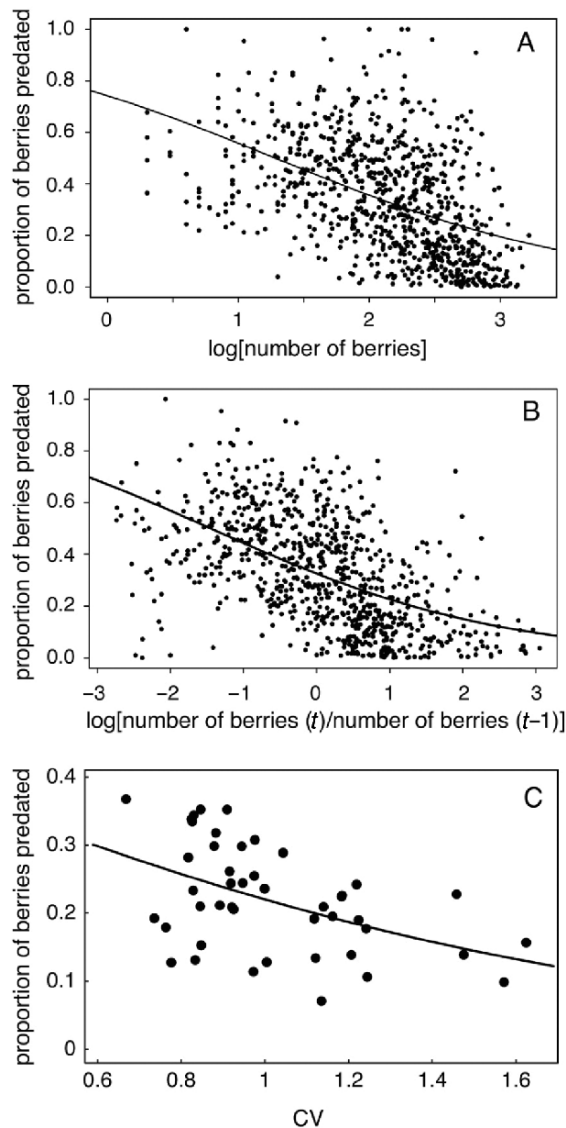 A
proportion of berries predated
1.0
0.8
0.6
0.4
0.2
0.0
0 1 2 3
log[number of berries]
B
proportion of berries predated
1.0
0.8
0.6
0.4
0.2
0.0
−3 −2 −1 0 1 2 3
log[number of berries (t)/number of berries (t−1)]
C
proportion of berries predated
0.4
0.3
0.2
0.1
0
0.6 0.8 1 1.2 1.4 1.6
CV